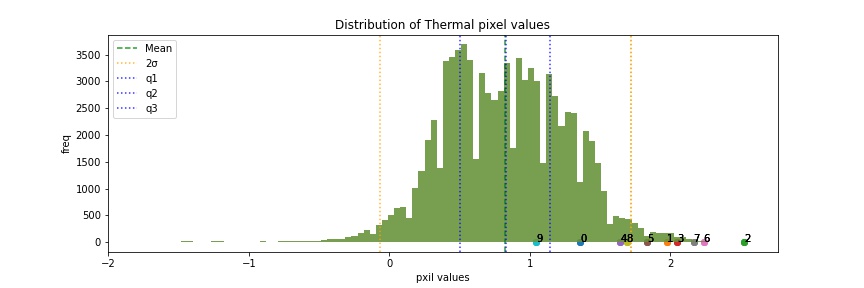 Distribution of Thermal pixel values
Mean
2σ
q1
q2
q3
freq
3500
3000
2500
2000
1500
1000
500
0
9 0 48 5 1 3 7 6 2
−2 −1 0 1 2
pxil values